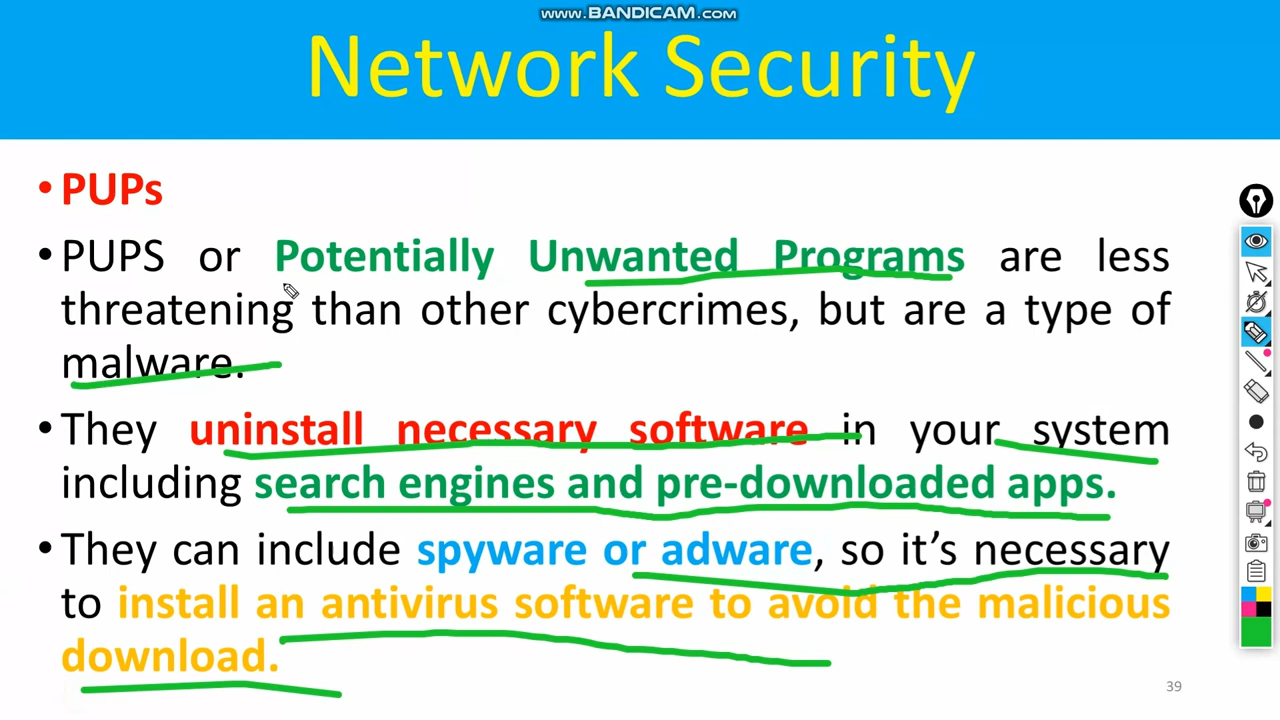 www.BANDICAM.com
Network Security
• PUPs
• PUPS or Potentially Unwanted Programs are less
threatening than other cybercrimes, but are a type of
malware.
• They uninstall necessary software in your system
including search engines and pre-downloaded apps.
• They can include spyware or adware, so it’s necessary
to install an antivirus software to avoid the malicious
download.
39